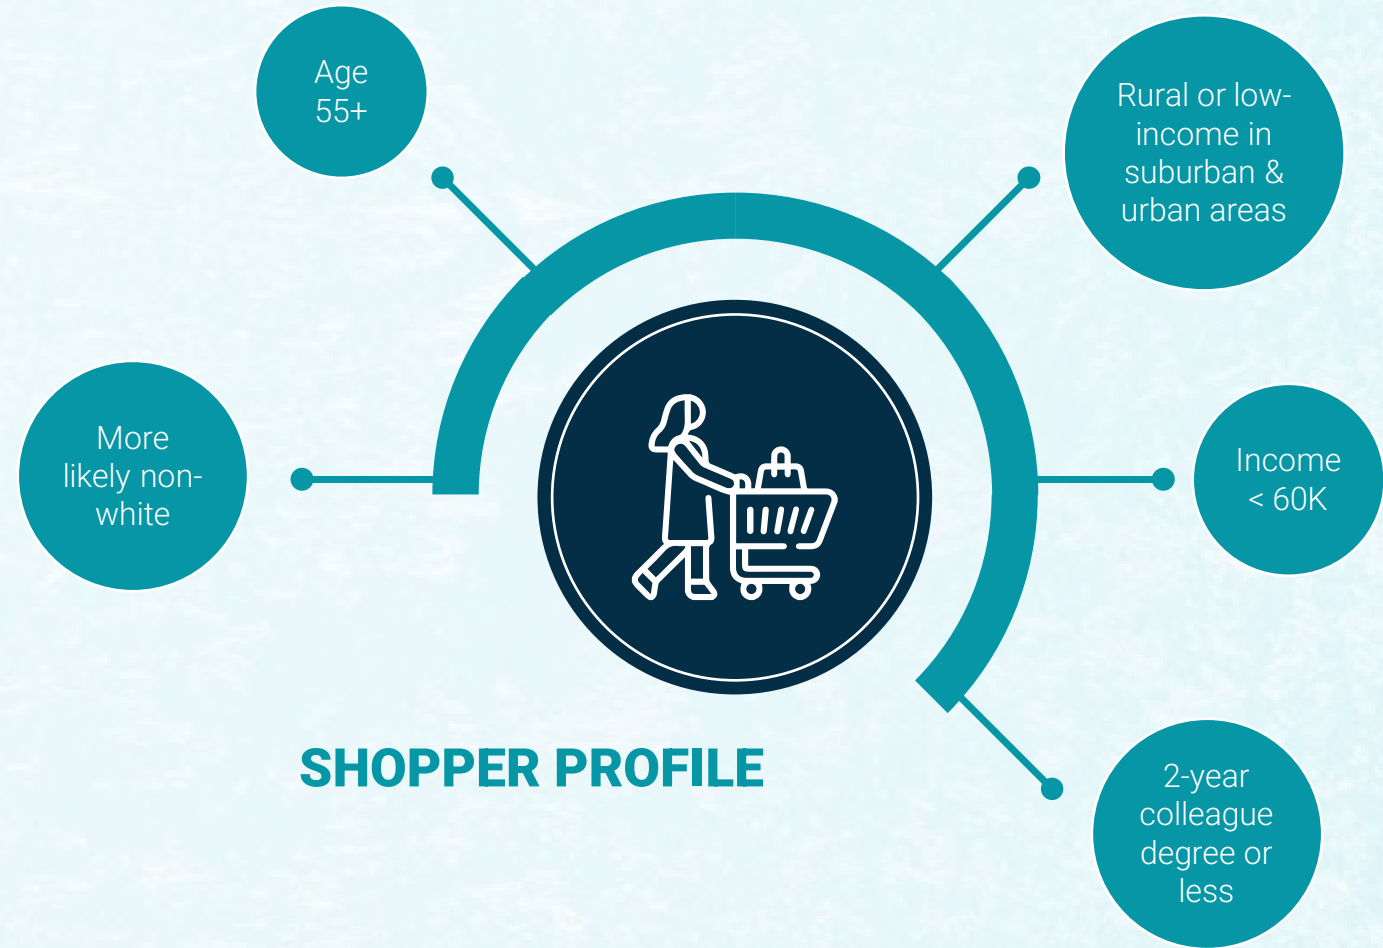 Age
55+
Rural or low-
income in
suburban &
urban areas
More
likely non-
white
Income
< 60K
SHOPPER PROFILE
2-year
colleague
degree or
less